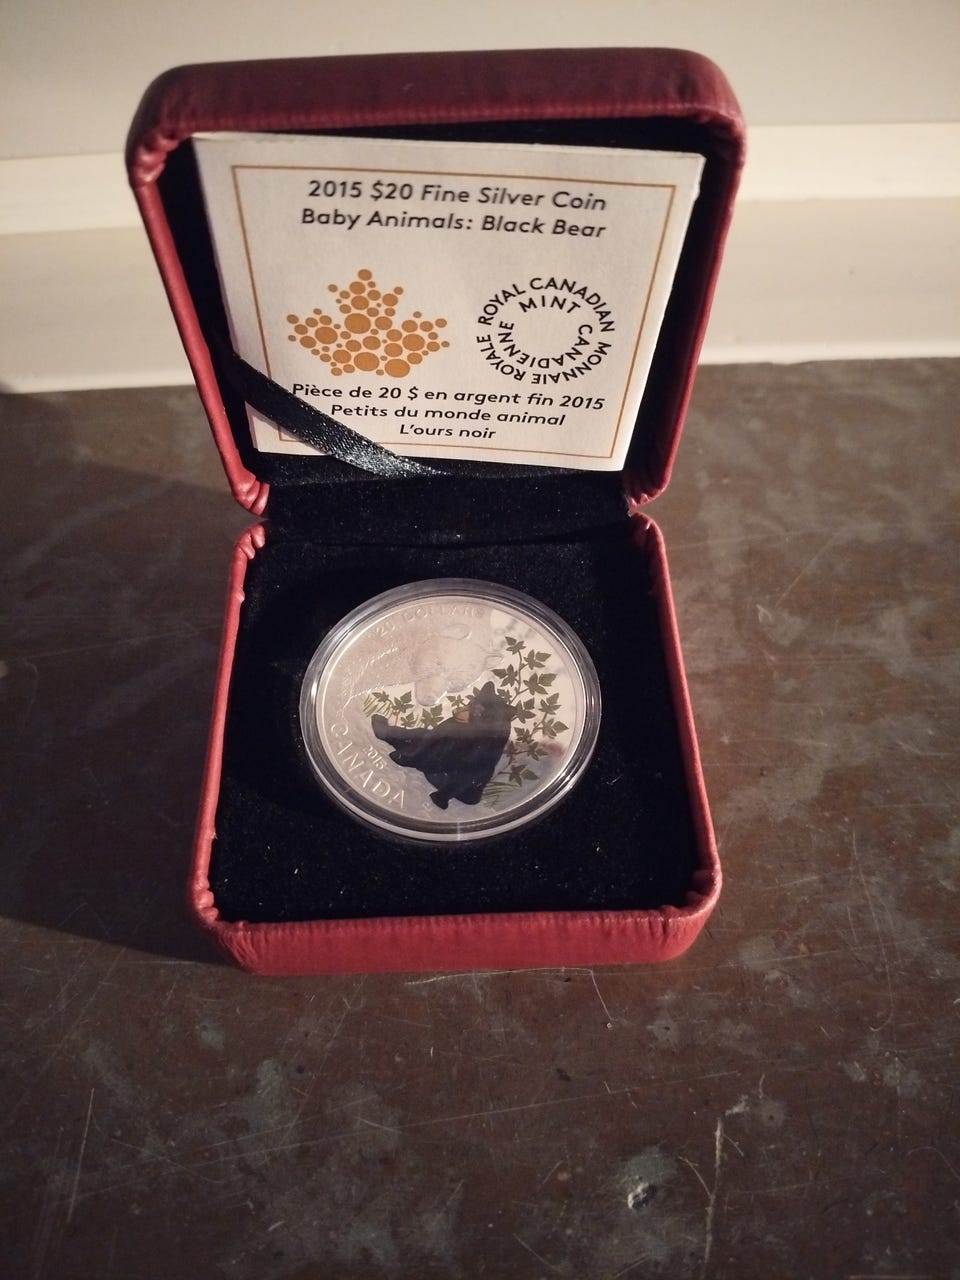 2015 $20 Fine Silver Coin
Baby Animals: Black Bear
ROYAL CANADIAN MINT
MONNAIE ROYALE CANADIENNE
Pièce de 20 $ en argent fin 2015
Petits du monde animal
L'ours noir
20 DOLLARS
2015
CANADA